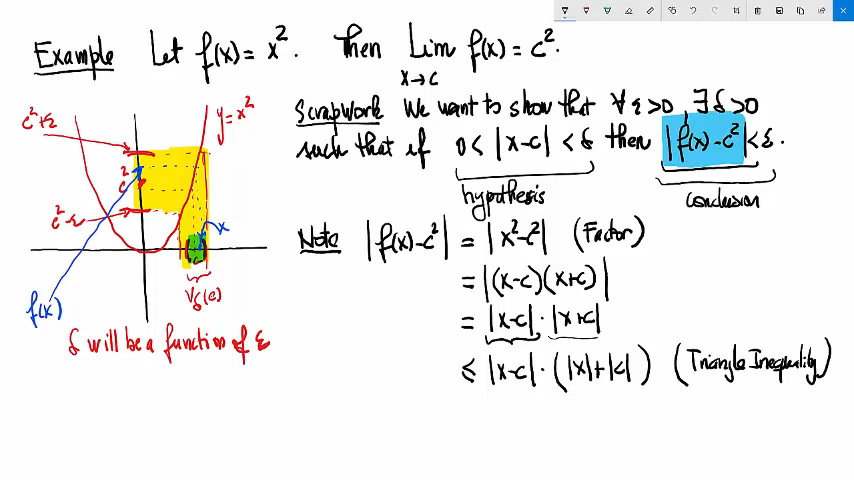 Example Let f(x) = x². Then Lim f(x) = c².
x→c
Scrapwork We want to show that ∀ ε>0, ∃ δ>0
such that if 0 < |x-c| < δ then |f(x) - c²| < ε.
hypothesis
conclusion
Note |f(x)-c²| = |x²-c²| (Factor)
= |(x-c)(x+c)|
= |x-c| · |x+c|
≤ |x-c| · (|x|+|c|) (Triangle Inequality)
c²+ε
y=x²
c²
c²-ε
x
f(x)
V_δ(c)
δ will be a function of ε